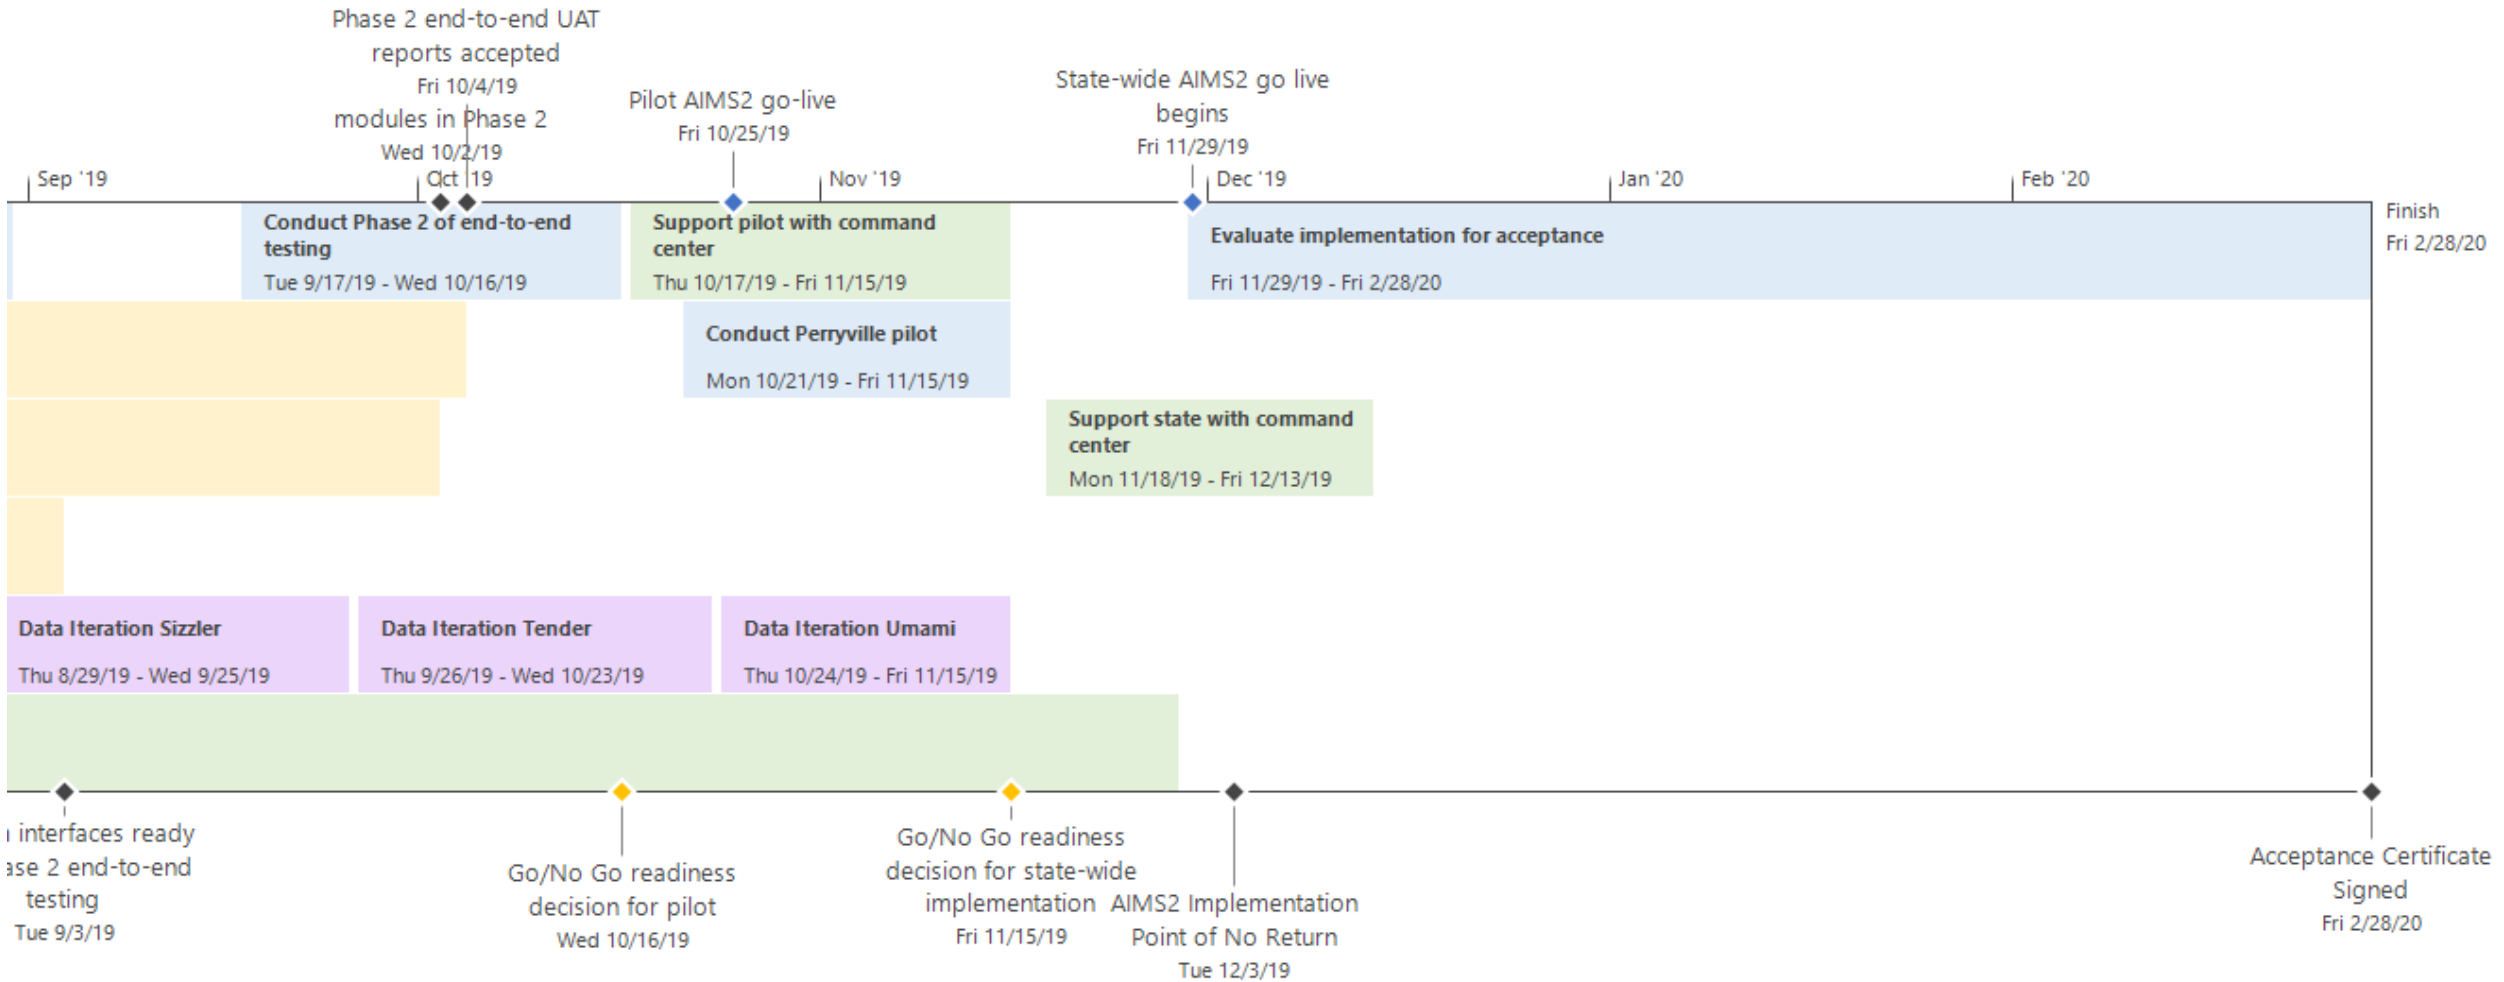 Phase 2 end-to-end UAT
reports accepted
Fri 10/4/19
modules in Phase 2
Wed 10/2/19
Pilot AIMS2 go-live
Fri 10/25/19
State-wide AIMS2 go live
begins
Fri 11/29/19
Sep '19
Oct '19
Nov '19
Dec '19
Jan '20
Feb '20
Finish
Fri 2/28/20
Conduct Phase 2 of end-to-end
testing
Tue 9/17/19 - Wed 10/16/19
Support pilot with command
center
Thu 10/17/19 - Fri 11/15/19
Evaluate implementation for acceptance
Fri 11/29/19 - Fri 2/28/20
Conduct Perryville pilot
Mon 10/21/19 - Fri 11/15/19
Support state with command
center
Mon 11/18/19 - Fri 12/13/19
Data Iteration Sizzler
Thu 8/29/19 - Wed 9/25/19
Data Iteration Tender
Thu 9/26/19 - Wed 10/23/19
Data Iteration Umami
Thu 10/24/19 - Fri 11/15/19
interfaces ready
ase 2 end-to-end
testing
Tue 9/3/19
Go/No Go readiness
decision for pilot
Wed 10/16/19
Go/No Go readiness
decision for state-wide
implementation
Fri 11/15/19
AIMS2 Implementation
Point of No Return
Tue 12/3/19
Acceptance Certificate
Signed
Fri 2/28/20